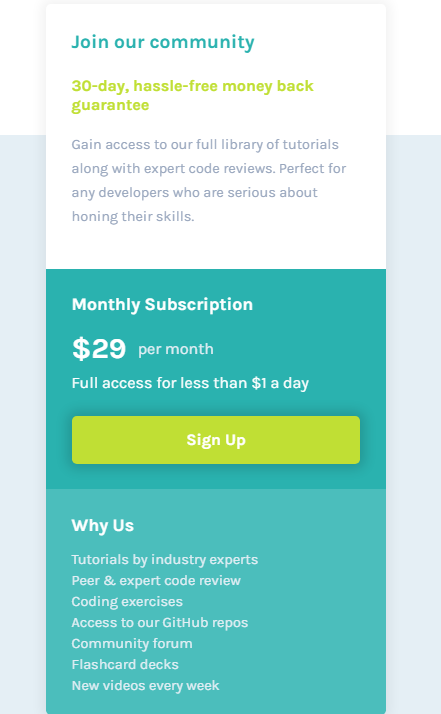 Join our community
30-day, hassle-free money back
guarantee
Gain access to our full library of tutorials
along with expert code reviews. Perfect for
any developers who are serious about
honing their skills.
Monthly Subscription
$29 per month
Full access for less than $1 a day
Sign Up
Why Us
Tutorials by industry experts
Peer & expert code review
Coding exercises
Access to our GitHub repos
Community forum
Flashcard decks
New videos every week